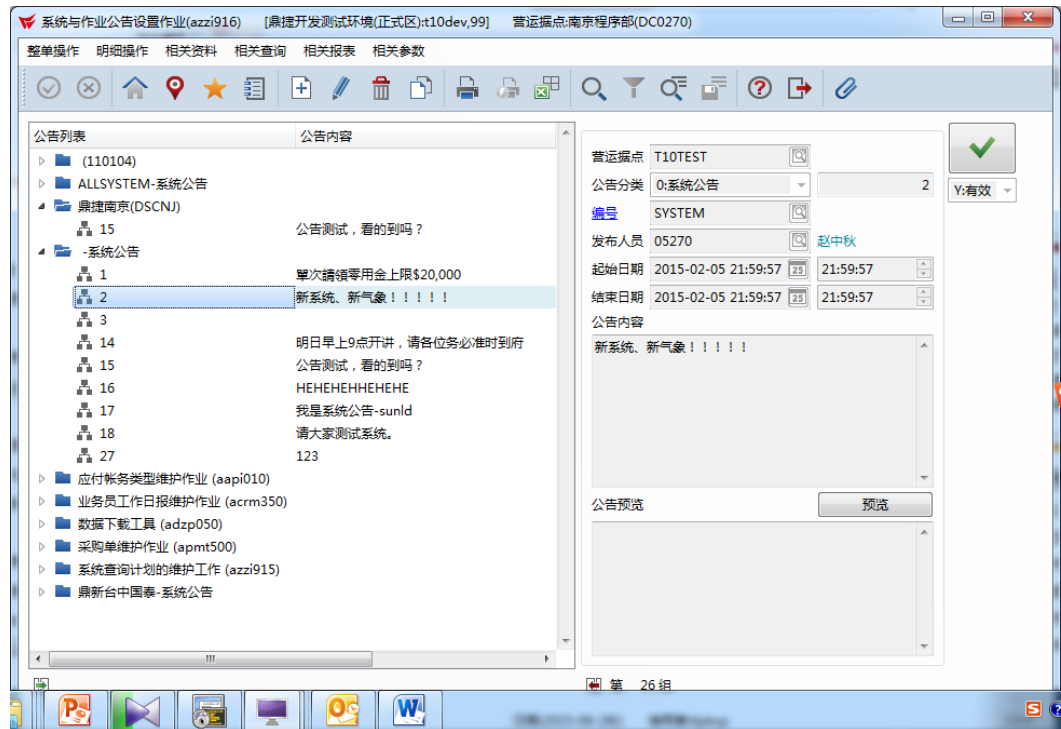 系统与作业公告设置作业(azzi916) [鼎捷开发测试环境(正式区):t10dev,99] 营运据点:南京程序部(DC0270)
整单操作 明细操作 相关资料 相关查询 相关报表 相关参数
公告列表 公告内容
(110104)
ALLSYSTEM-系统公告
鼎捷南京(DSCNJ)
15 公告测试，看的到吗？
-系统公告
1 單次請領零用金上限$20,000
2 新系统、新气象！！！！！
3
14 明日早上9点开讲，请各位务必准时到府
15 公告测试，看的到吗？
16 HEHEHEHHEHEHE
17 我是系统公告-sunld
18 请大家测试系统。
27 123
应付帐务类型维护作业 (aapi010)
业务员工作日报维护作业 (acrm350)
数据下载工具 (adzp050)
采购单维护作业 (apmt500)
系统查询计划的维护工作 (azzi915)
鼎新台中国泰-系统公告
营运据点 T10TEST
公告分类 0:系统公告 2
编号 SYSTEM
发布人员 05270 赵中秋
起始日期 2015-02-05 21:59:57 25 21:59:57
结束日期 2015-02-05 21:59:57 25 21:59:57
公告内容
新系统、新气象！！！！！
公告预览 预览
Y:有效
第 26 组